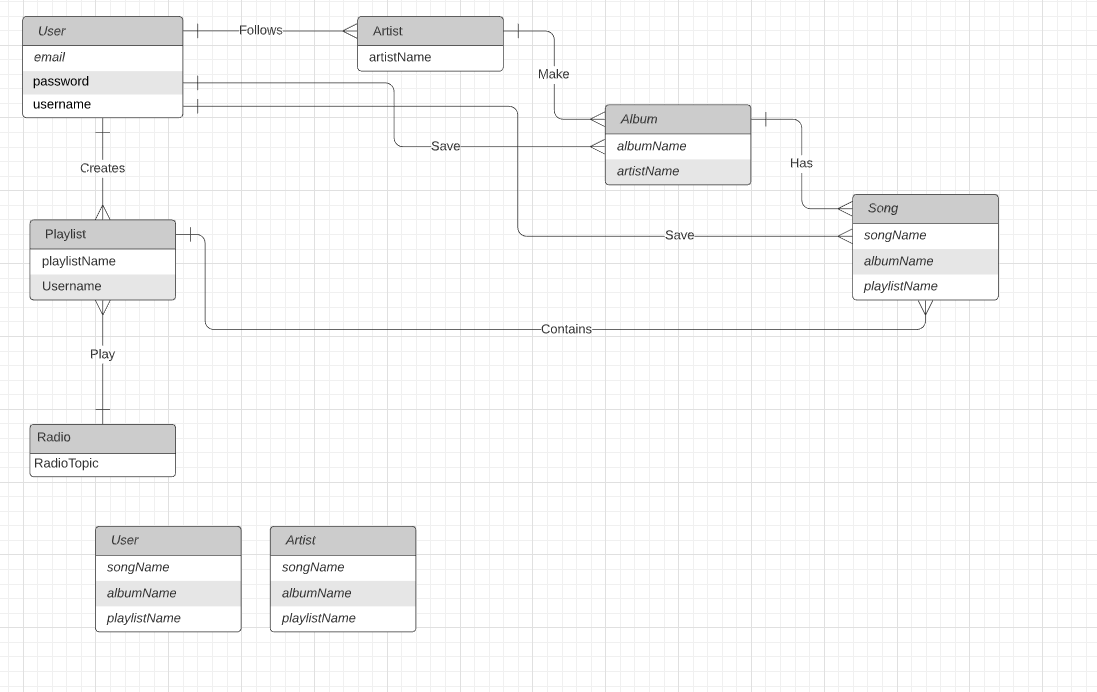 User
email
password
username
Follows
Artist
artistName
Make
Save
Album
albumName
artistName
Has
Creates
Save
Song
songName
albumName
playlistName
Playlist
playlistName
Username
Contains
Play
Radio
RadioTopic
User
songName
albumName
playlistName
Artist
songName
albumName
playlistName